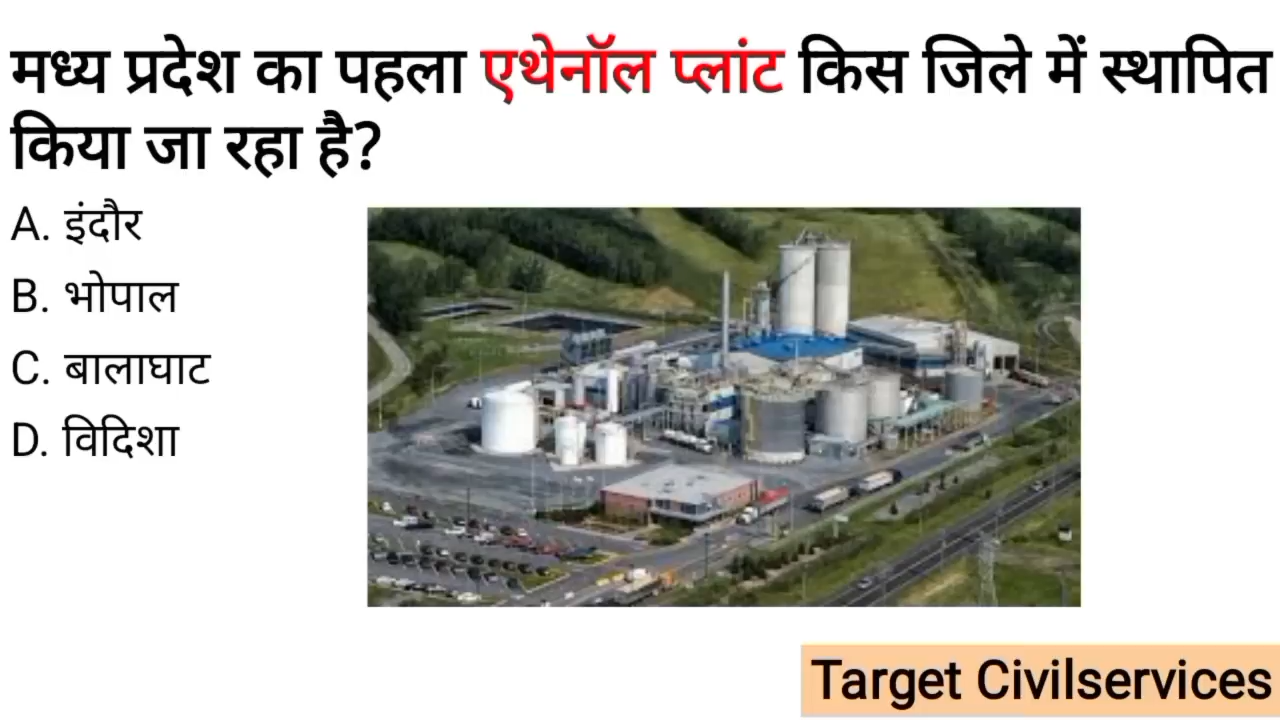 मध्य प्रदेश का पहला एथेनॉल प्लांट किस जिले में स्थापित
किया जा रहा है?
A. इंदौर
B. भोपाल
C. बालाघाट
D. विदिशा
Target Civilservices